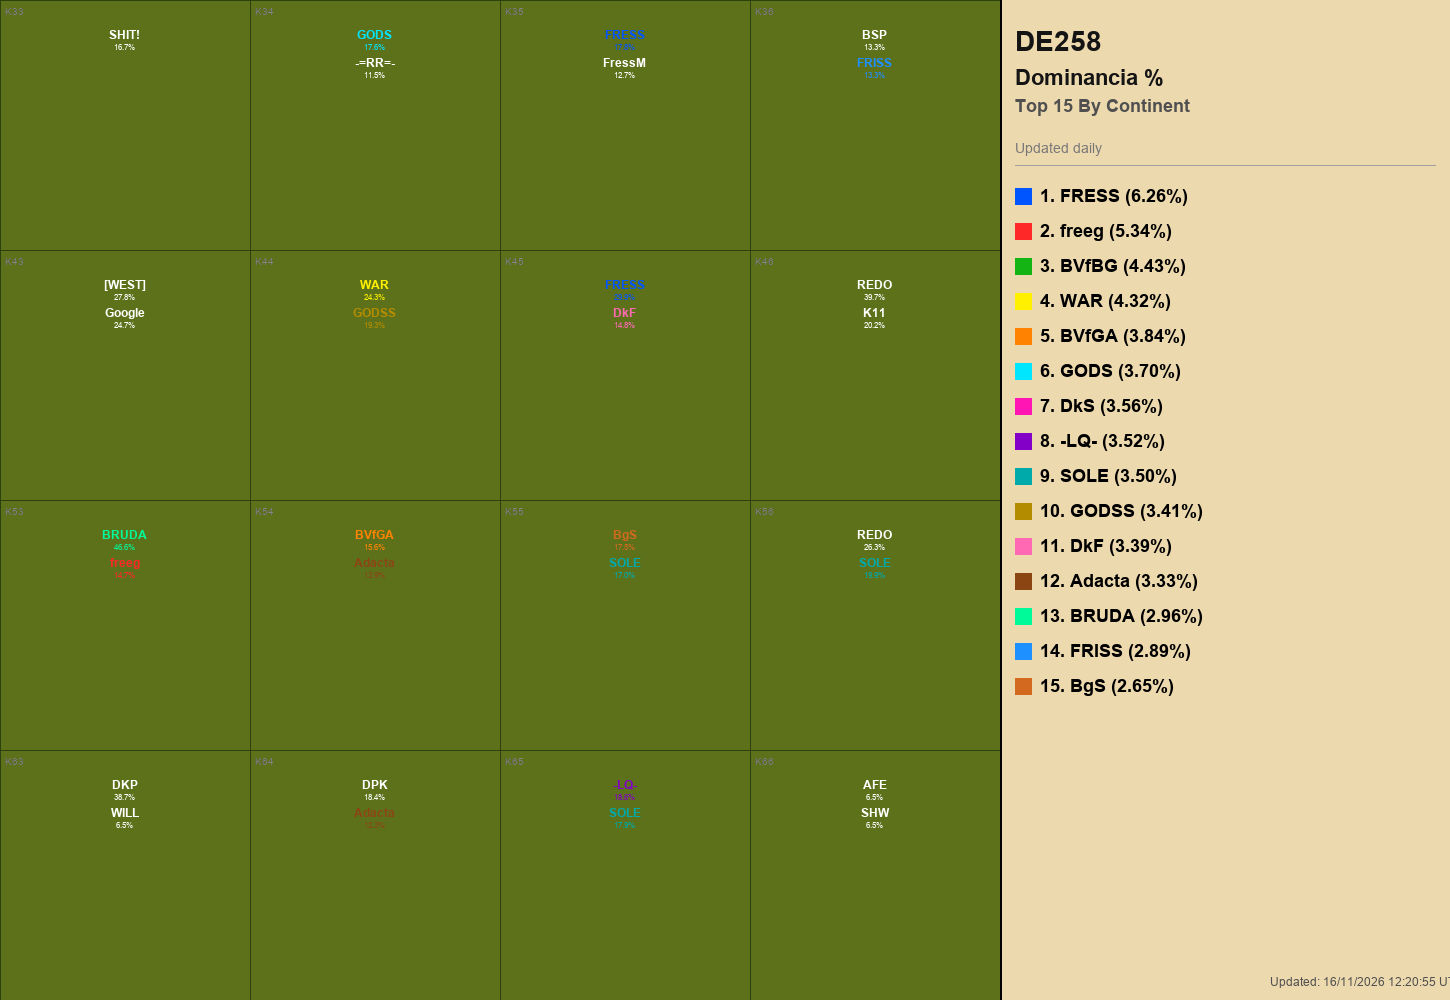 K33
SHIT!
16.7%
K34
GODS
17.6%
-=RR=-
11.5%
K35
FRESS
FressM
12.7%
K36
BSP
13.3%
FRISS
K43
[WEST]
27.8%
Google
24.7%
K44
WAR
24.3%
GODSS
19.3%
K45
FRESS
DkF
14.8%
K46
REDO
39.7%
K11
20.2%
K53
BRUDA
46.6%
freeg
K54
BVfGA
15.6%
Adacta
K55
BgS
SOLE
17.0%
K56
REDO
26.3%
SOLE
K63
DKP
38.7%
WILL
6.5%
K64
DPK
18.4%
Adacta
K65
-LQ-
SOLE
K66
AFE
6.5%
SHW
6.5%
DE258
Dominancia %
Top 15 By Continent
Updated daily
1. FRESS (6.26%)
2. freeg (5.34%)
3. BVfBG (4.43%)
4. WAR (4.32%)
5. BVfGA (3.84%)
6. GODS (3.70%)
7. DkS (3.56%)
8. -LQ- (3.52%)
9. SOLE (3.50%)
10. GODSS (3.41%)
11. DkF (3.39%)
12. Adacta (3.33%)
13. BRUDA (2.96%)
14. FRISS (2.89%)
15. BgS (2.65%)
Updated: 16/11/2026 12:20:55